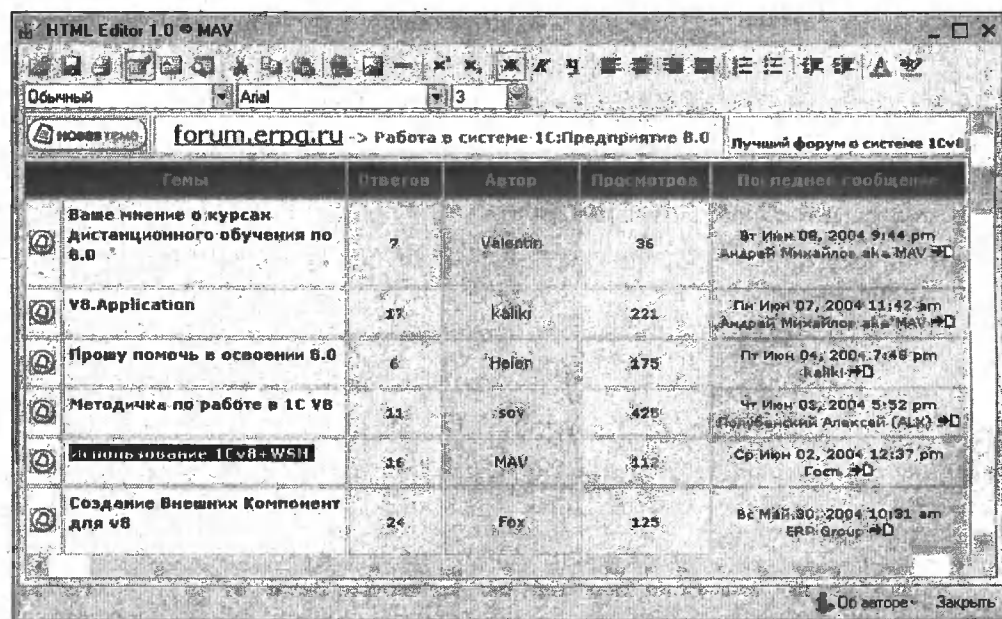 HTML Editor 1.0 © MAV
Обычный Arial 3
новая тема forum.erpg.ru -> Работа в системе 1С:Предприятие 8.0 Лучший форум о системе 1Cv8
Темы Ответов Автор Просмотров Последнее сообщение
Ваше мнение о курсах
дистанционного обучения по
8.0
7 Valentin 36
Вт Июн 08, 2004 9:44 pm
Андрей Михайлов aka MAV
V8.Application
17 kaliki 221
Пн Июн 07, 2004 11:42 am
Андрей Михайлов aka MAV
Прошу помочь в освоении 8.0
6 Helen 175
Пт Июн 04, 2004 7:48 pm
kaliki
Методичка по работе в 1С V8
11 sov 425
Чт Июн 03, 2004 5:52 pm
Алексей (ALX)
Использование 1Cv8+WSH
16 MAV 112
Ср Июн 02, 2004 12:37 pm
Гость
Создание Внешних Компонент
для v8
24 Fox 125
Вс Май 30, 2004 10:31 am
ERP Group
Об авторе Закрыть